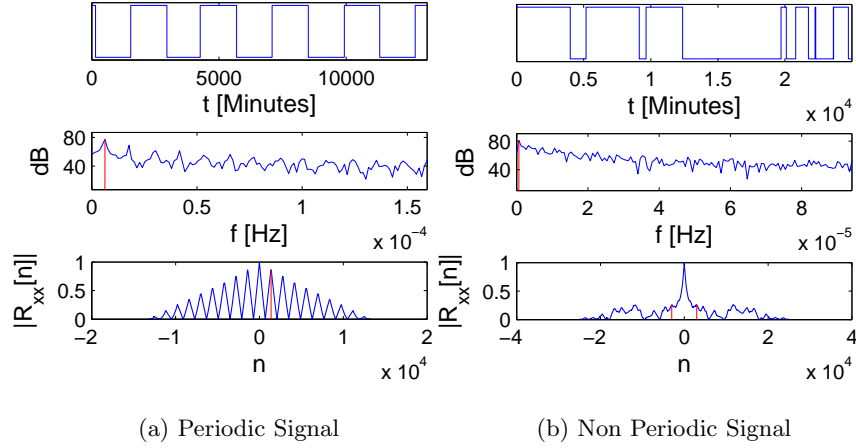 0 5000 10000
t [Minutes]
80
40
dB
0 0.5 1 1.5
f [Hz]
x 10^-4
1
0.5
0
|R_xx[n]|
−2 −1 0 1 2
n
x 10^4
(a) Periodic Signal
0 0.5 1 1.5 2
t [Minutes]
x 10^4
80
40
dB
0 2 4 6 8
f [Hz]
x 10^-5
1
0.5
0
|R_xx[n]|
−4 −2 0 2 4
n
x 10^4
(b) Non Periodic Signal